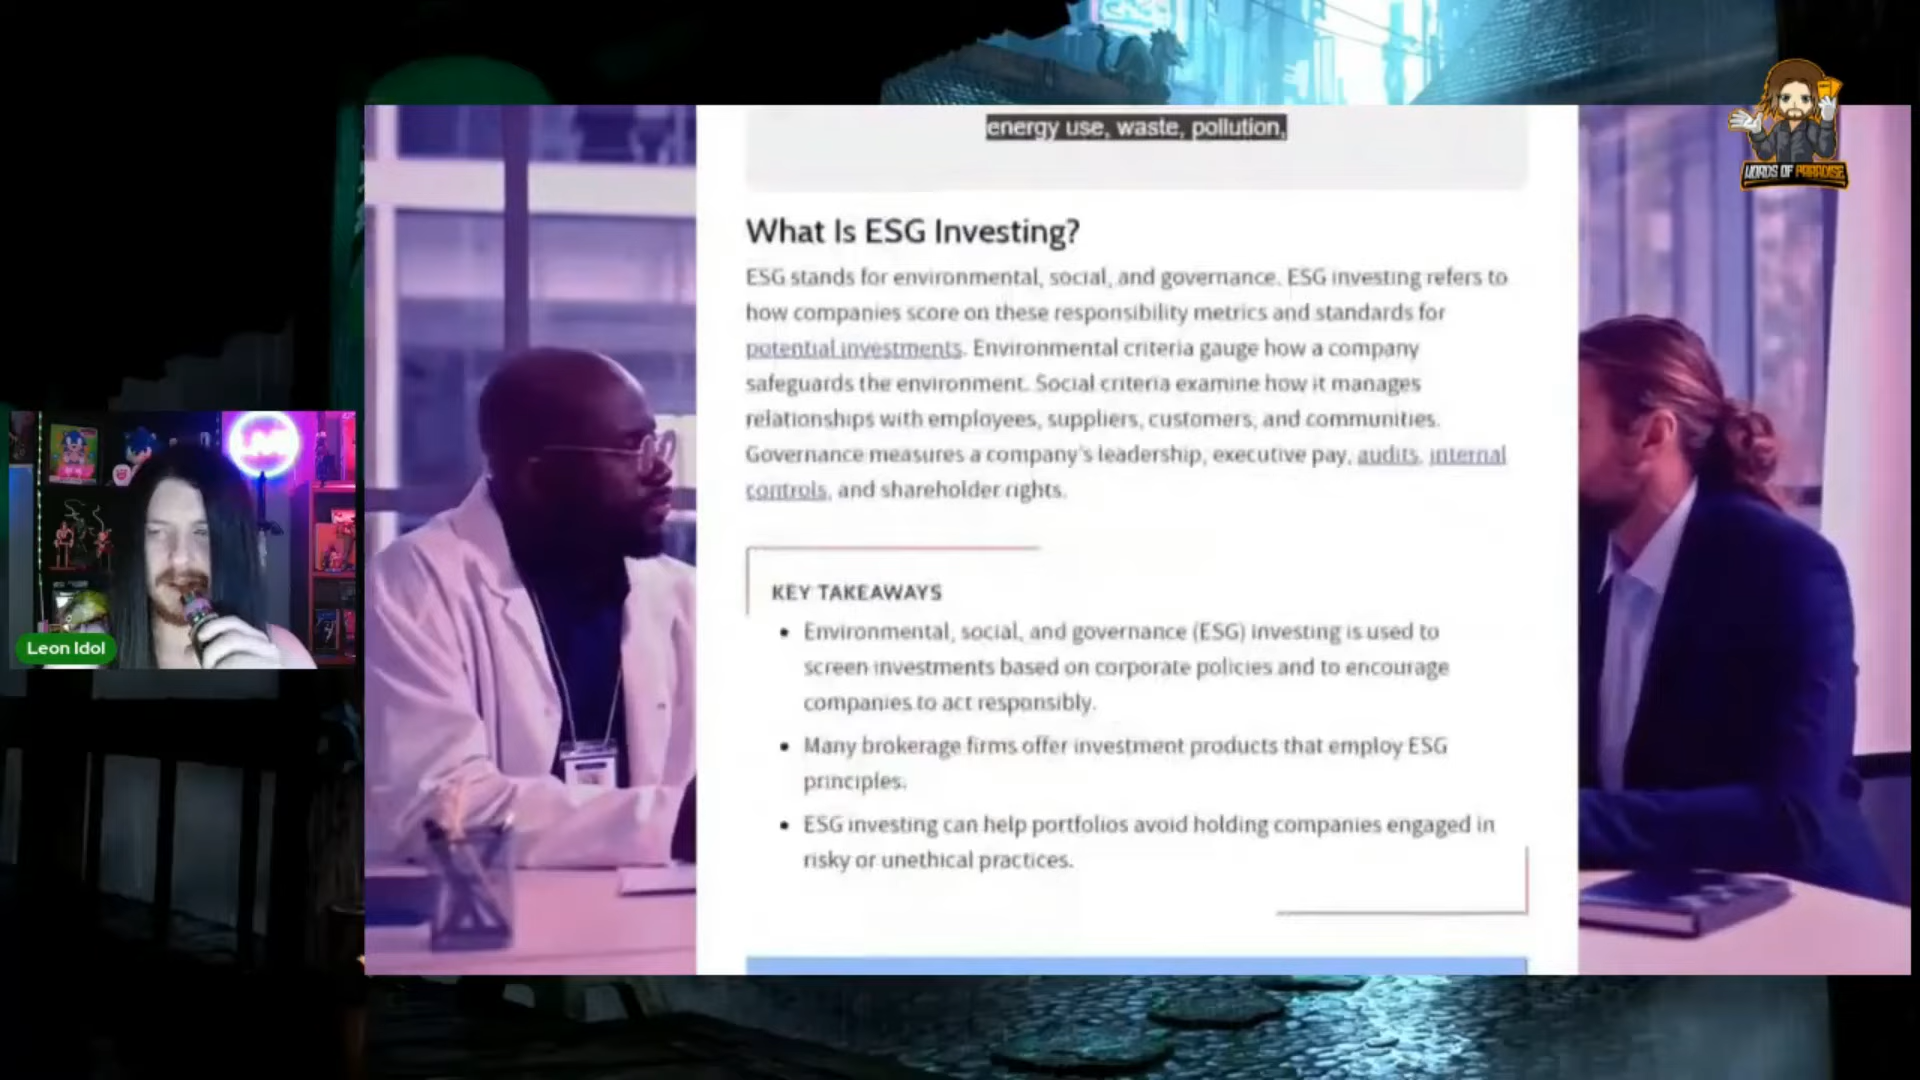 energy use, waste, pollution,
WORDS OF PARADISE
What Is ESG Investing?
ESG stands for environmental, social, and governance. ESG investing refers to
how companies score on these responsibility metrics and standards for
potential investments. Environmental criteria gauge how a company
safeguards the environment. Social criteria examine how it manages
relationships with employees, suppliers, customers, and communities.
Governance measures a company's leadership, executive pay, audits, internal
controls, and shareholder rights.
KEY TAKEAWAYS
Environmental, social, and governance (ESG) investing is used to
screen investments based on corporate policies and to encourage
companies to act responsibly.
Many brokerage firms offer investment products that employ ESG
principles.
ESG investing can help portfolios avoid holding companies engaged in
risky or unethical practices.
Leon Idol